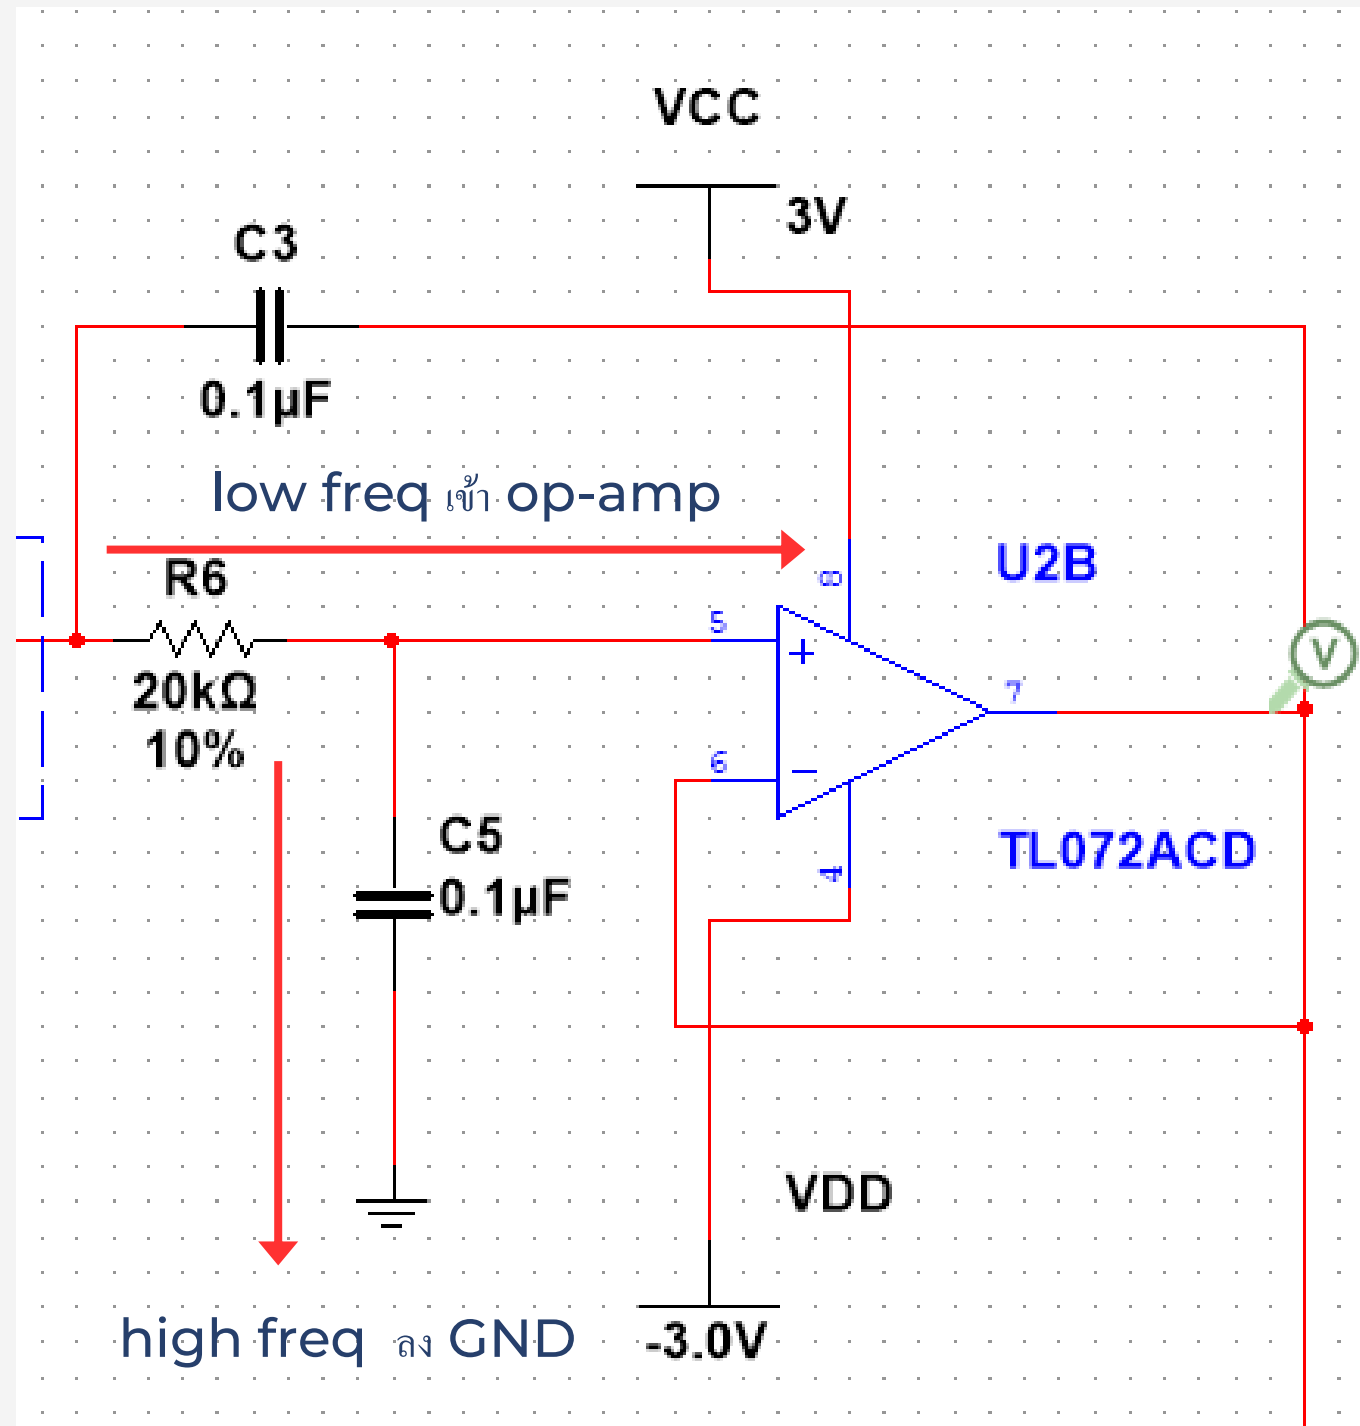 VCC
3V
C3
0.1µF
low freq เข้า op-amp
R6
20kΩ
10%
8
U2B
5
+
V
7
6
−
C5
0.1µF
4
TL072ACD
VDD
-3.0V
high freq ลง GND